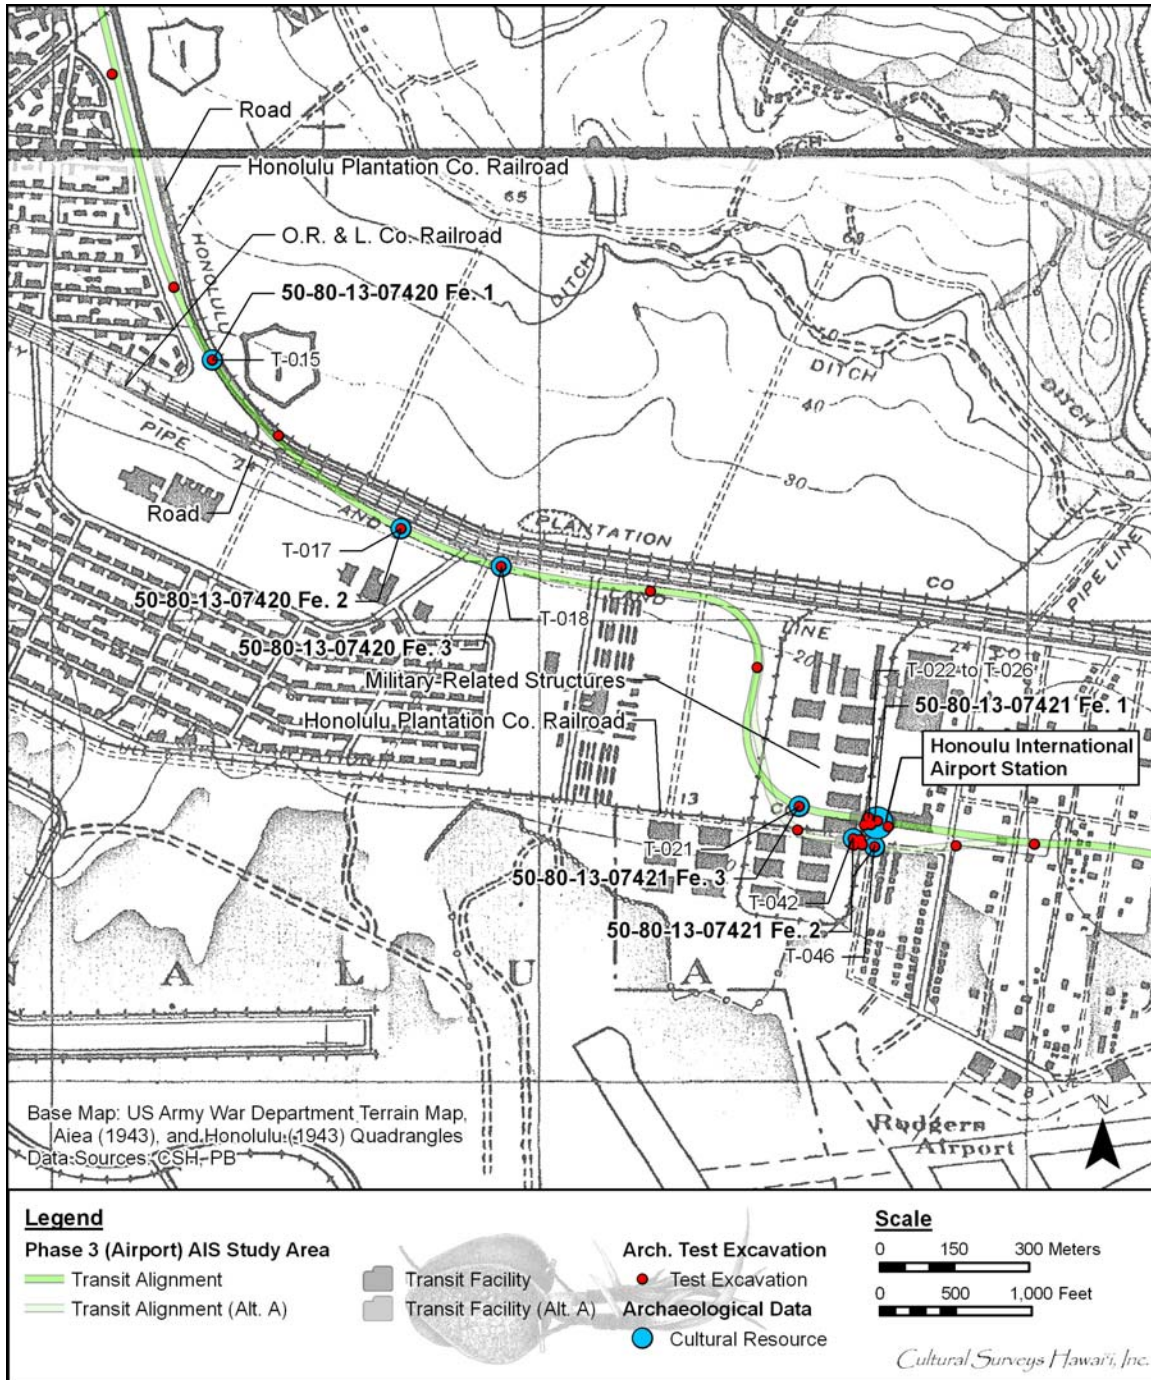 Road
Honolulu Plantation Co. Railroad
DITCH
65
O.R. & L. Co. Railroad
HONOLULU
50-80-13-07420 Fe. 1
DITCH
T-015
DITCH
DITCH
40
PIPE
24
30
Road
AND
PLANTATION
T-017
CO
PIPE LINE
50-80-13-07420 Fe. 2
T-018
LINE
24
50-80-13-07420 Fe. 3
20
T-022 to T-026
Military-Related Structures
50-80-13-07421 Fe. 1
Honolulu Plantation Co. Railroad
Honoulu International
Airport Station
13
T-021
50-80-13-07421 Fe. 3
T-042
50-80-13-07421 Fe. 2
T-046
A L U A
8
N
Rodgers
Airport
Base Map: US Army War Department Terrain Map,
Aiea (1943), and Honolulu (1943) Quadrangles
Data Sources: CSH, PB
Legend
Phase 3 (Airport) AIS Study Area
Transit Alignment
Transit Alignment (Alt. A)
Transit Facility
Transit Facility (Alt. A)
Arch. Test Excavation
Test Excavation
Archaeological Data
Cultural Resource
Scale
0 150 300 Meters
0 500 1,000 Feet
Cultural Surveys Hawai'i, Inc.